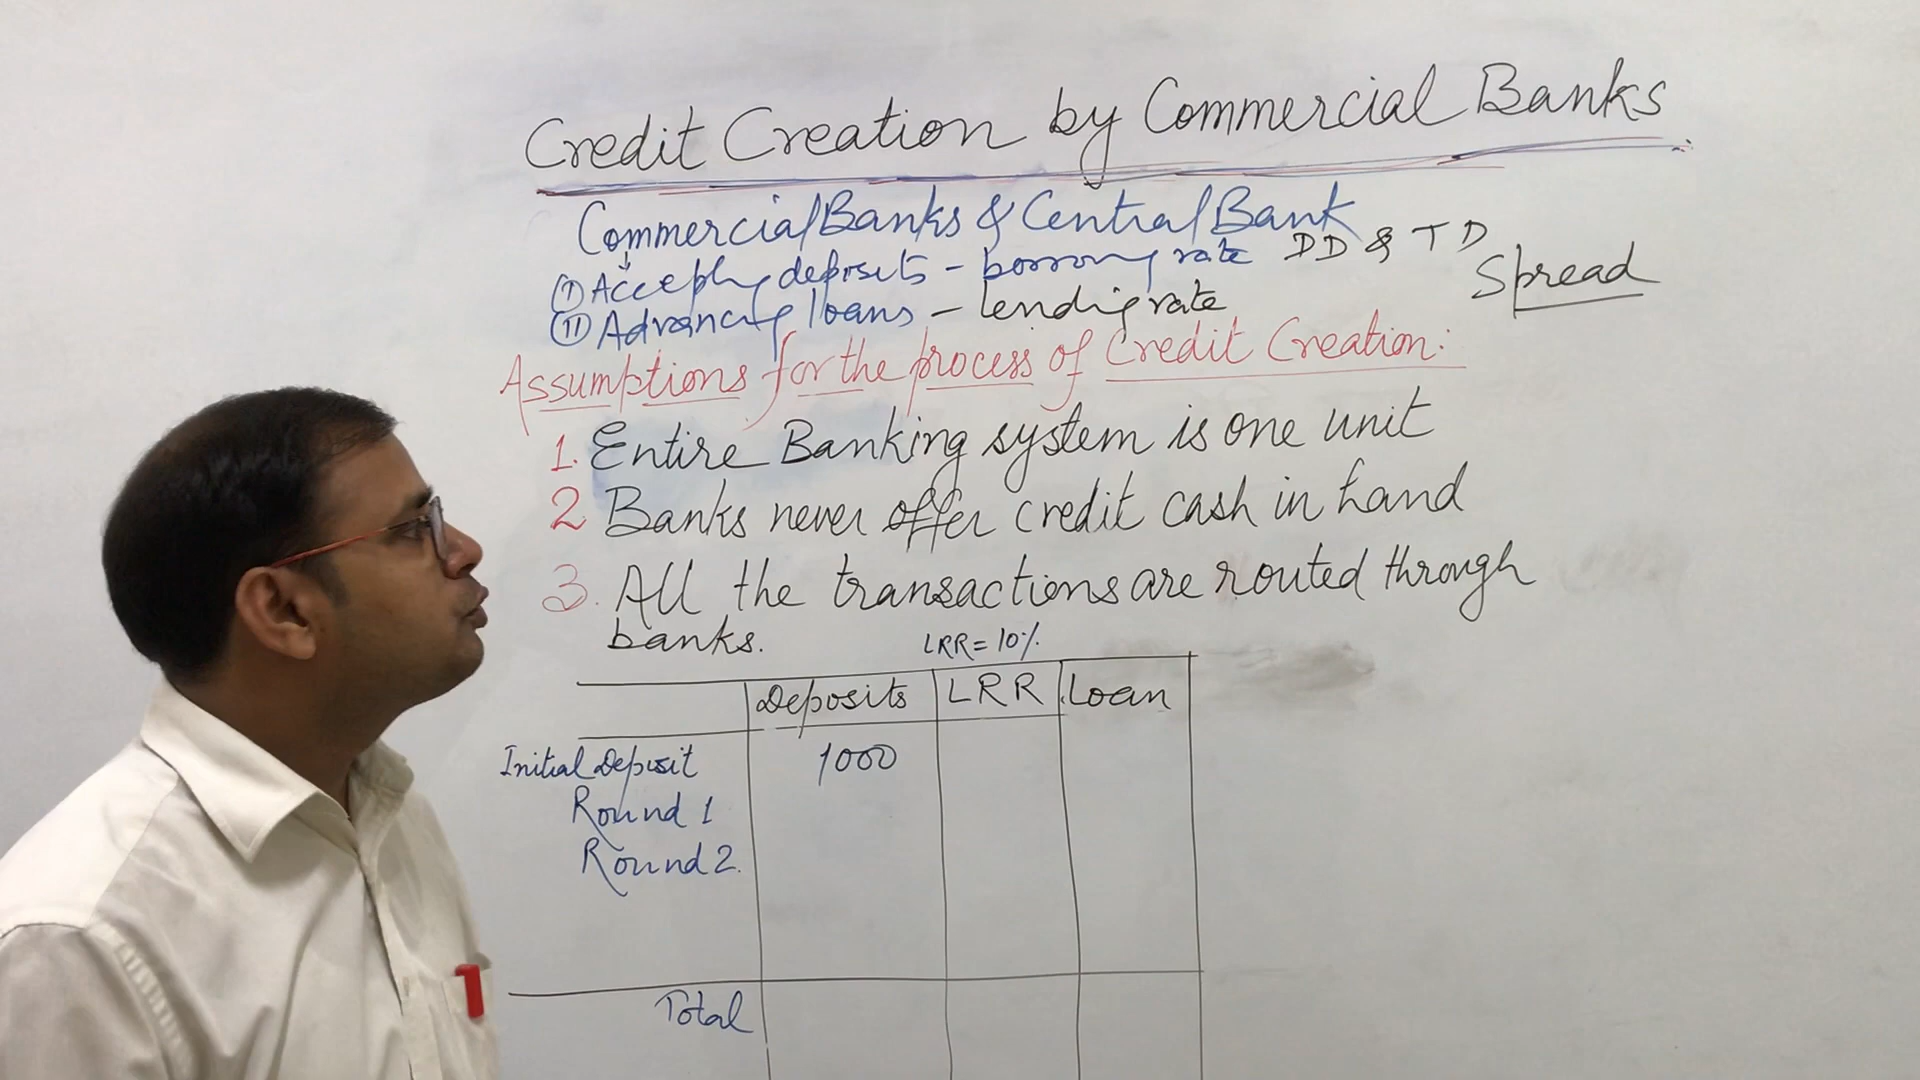 Credit Creation by Commercial Banks
Commercial Banks & Central Bank
(I) Acceptng deposits - borrowng rate DD & TD
Spread
(II) Advancing loans - lending rate
Assumptions for the process of Credit Creation:
1. Entire Banking system is one unit
2 Banks never offer credit cash in hand
3. All the transactions are routed through
banks. LRR = 10%
Deposits LRR Loan
Initial Deposit 1000
Round 1
Round 2.
Total